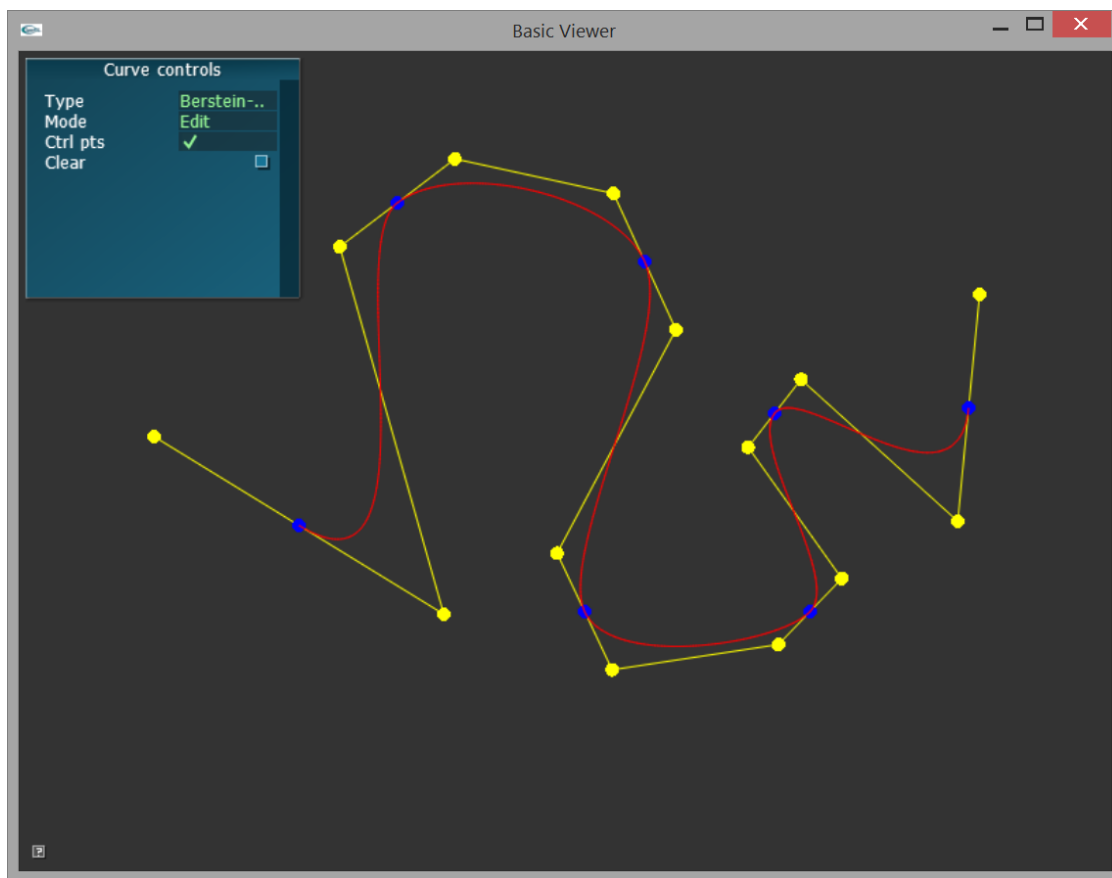 Basic Viewer
Curve controls
Type Berstein-..
Mode Edit
Ctrl pts
Clear
?